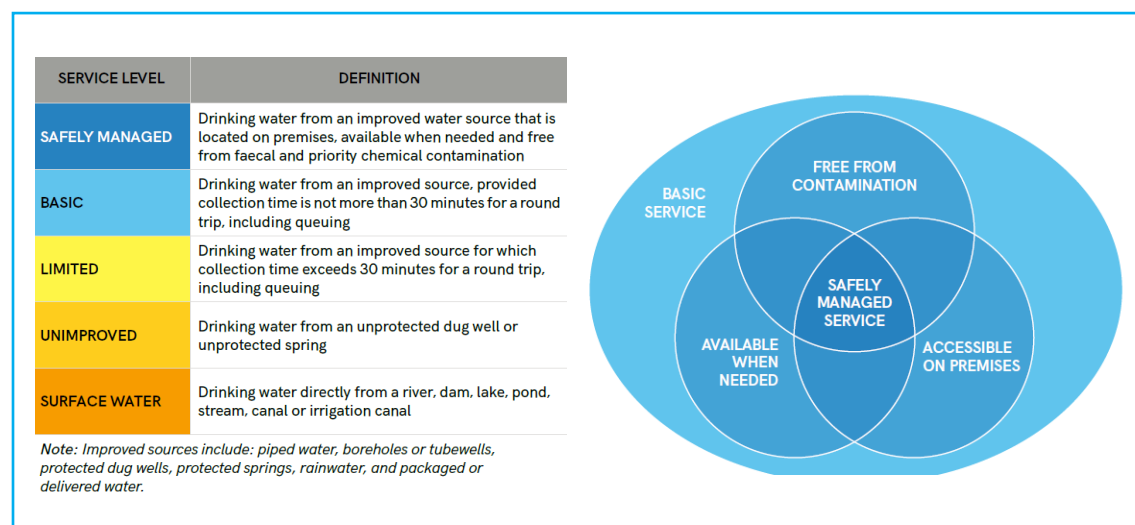 SERVICE LEVEL
DEFINITION
SAFELY MANAGED
Drinking water from an improved water source that is
located on premises, available when needed and free
from faecal and priority chemical contamination
BASIC
Drinking water from an improved source, provided
collection time is not more than 30 minutes for a round
trip, including queuing
LIMITED
Drinking water from an improved source for which
collection time exceeds 30 minutes for a round trip,
including queuing
UNIMPROVED
Drinking water from an unprotected dug well or
unprotected spring
SURFACE WATER
Drinking water directly from a river, dam, lake, pond,
stream, canal or irrigation canal
Note: Improved sources include: piped water, boreholes or tubewells,
protected dug wells, protected springs, rainwater, and packaged or
delivered water.
BASIC
SERVICE
FREE FROM
CONTAMINATION
SAFELY
MANAGED
SERVICE
AVAILABLE
WHEN
NEEDED
ACCESSIBLE
ON PREMISES